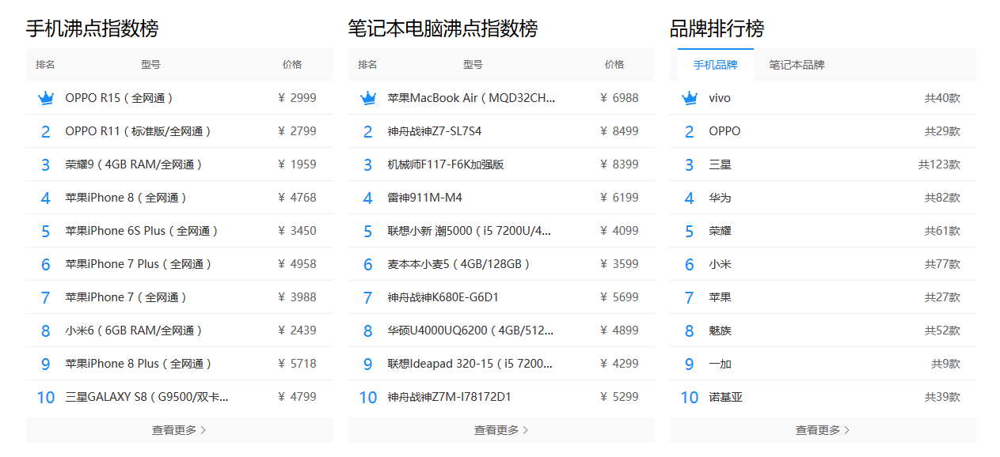 手机沸点指数榜
排名 型号 价格
OPPO R15（全网通） ¥ 2999
2 OPPO R11（标准版/全网通） ¥ 2799
3 荣耀9（4GB RAM/全网通） ¥ 1959
4 苹果iPhone 8（全网通） ¥ 4768
5 苹果iPhone 6S Plus（全网通） ¥ 3450
6 苹果iPhone 7 Plus（全网通） ¥ 4958
7 苹果iPhone 7（全网通） ¥ 3988
8 小米6（6GB RAM/全网通） ¥ 2439
9 苹果iPhone 8 Plus（全网通） ¥ 5718
10 三星GALAXY S8（G9500/双卡... ¥ 4799
查看更多
笔记本电脑沸点指数榜
排名 型号 价格
苹果MacBook Air（MQD32CH... ¥ 6988
2 神舟战神Z7-SL7S4 ¥ 8499
3 机械师F117-F6K加强版 ¥ 8399
4 雷神911M-M4 ¥ 6199
5 联想小新 潮5000（i5 7200U/4... ¥ 4099
6 麦本本小麦5（4GB/128GB） ¥ 3599
7 神舟战神K680E-G6D1 ¥ 5699
8 华硕U4000UQ6200（4GB/512... ¥ 4899
9 联想Ideapad 320-15（i5 7200... ¥ 4299
10 神舟战神Z7M-I78172D1 ¥ 5299
查看更多
品牌排行榜
手机品牌 笔记本品牌
vivo 共40款
2 OPPO 共29款
3 三星 共123款
4 华为 共82款
5 荣耀 共61款
6 小米 共77款
7 苹果 共27款
8 魅族 共52款
9 一加 共9款
10 诺基亚 共39款
查看更多